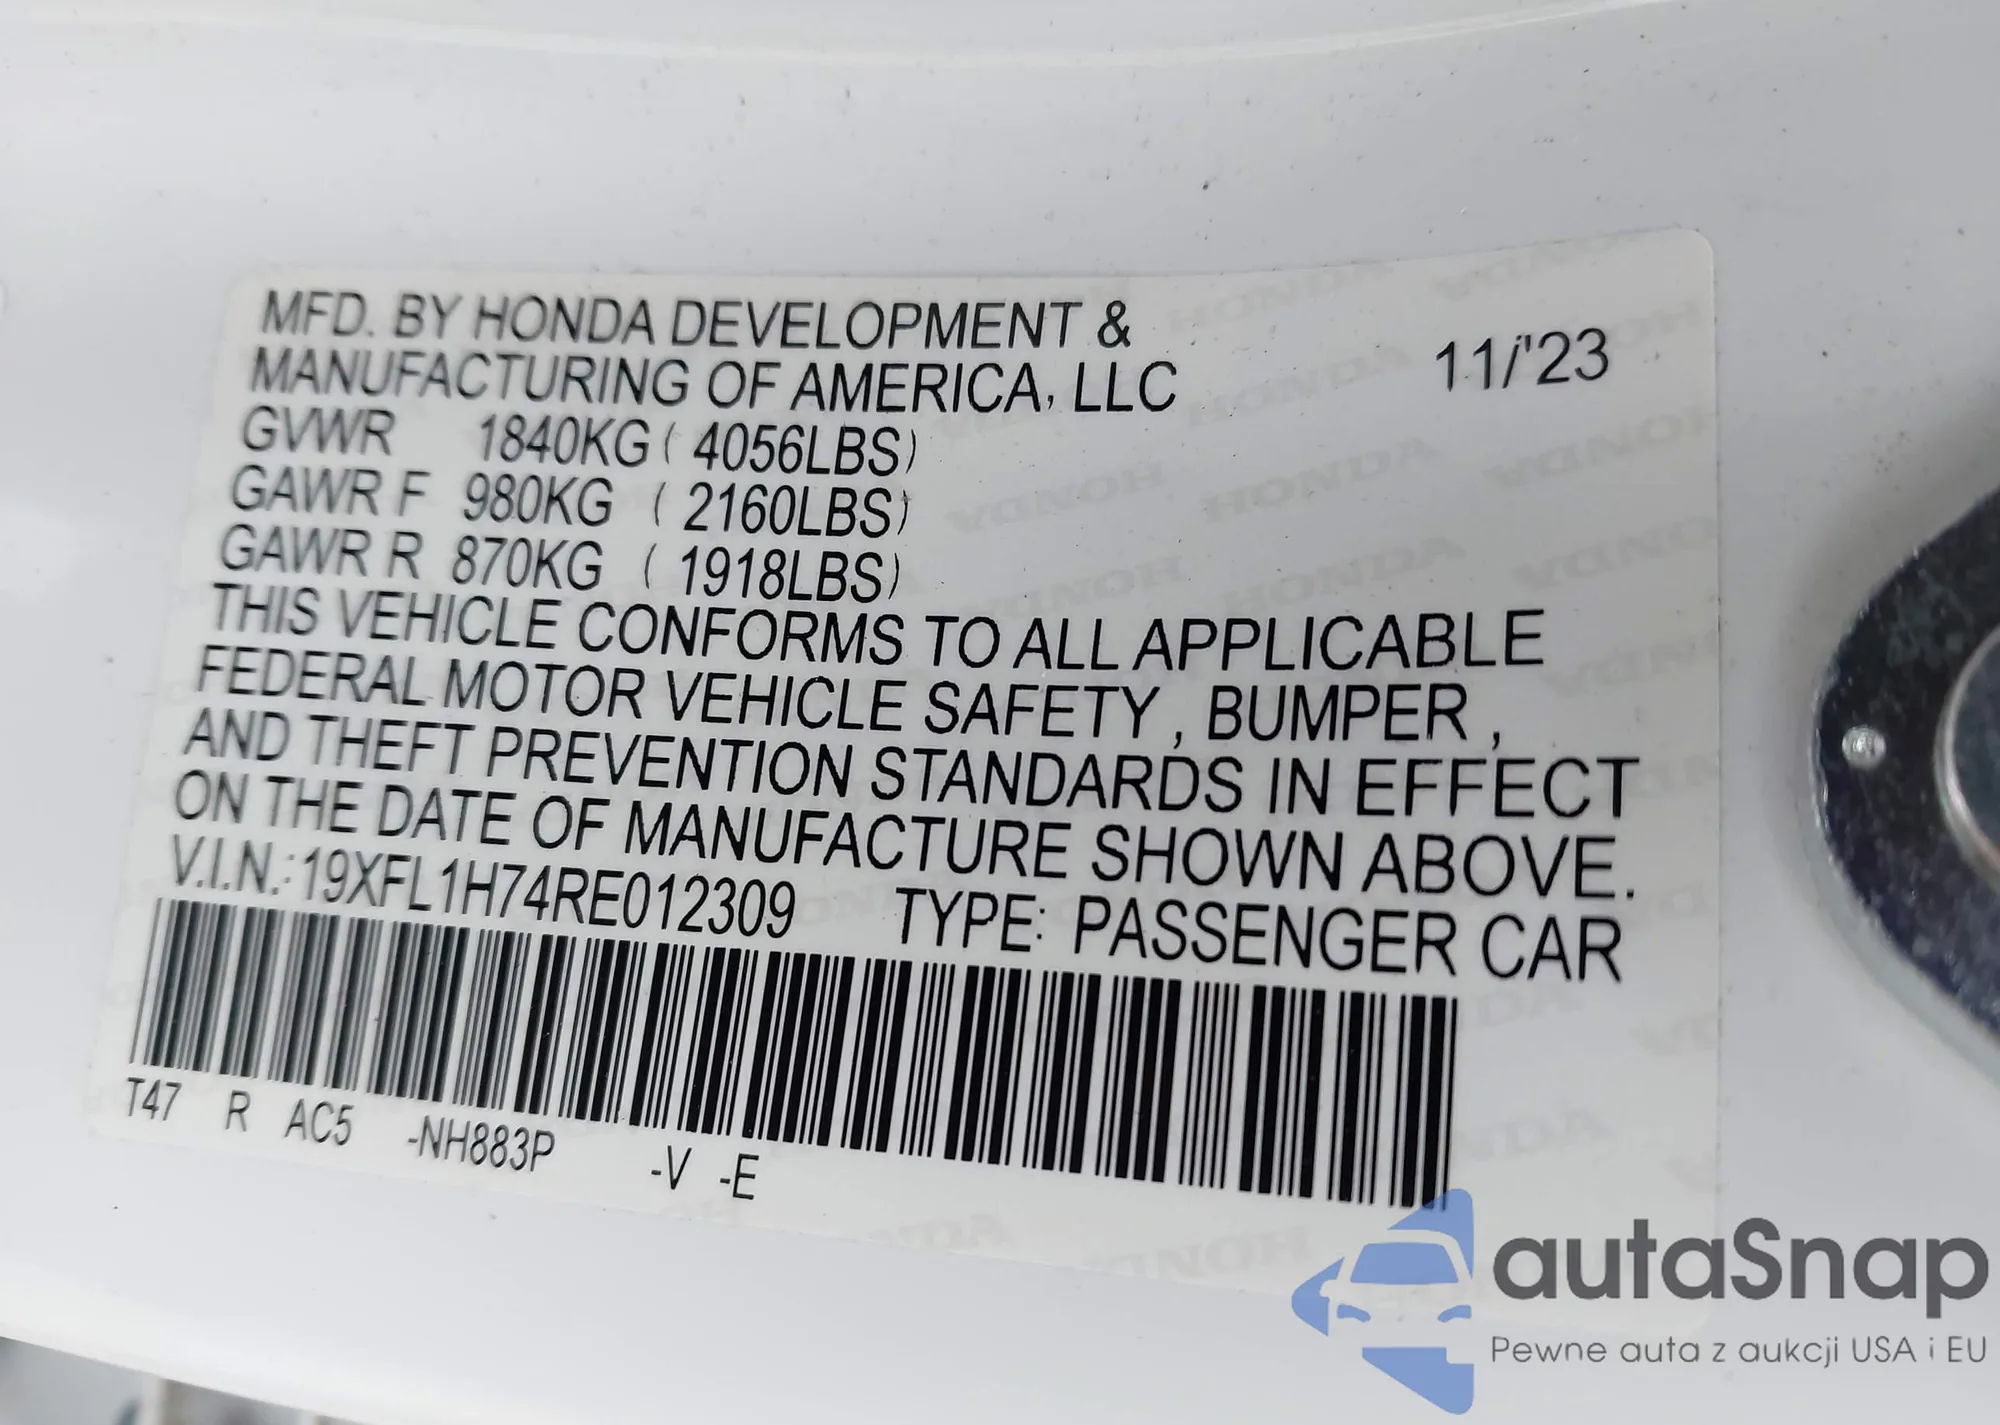 MFD. BY HONDA DEVELOPMENT &
MANUFACTURING OF AMERICA, LLC
11/'23
GVWR 1840KG ( 4056LBS)
GAWR F 980KG ( 2160LBS)
GAWR R 870KG ( 1918LBS)
THIS VEHICLE CONFORMS TO ALL APPLICABLE
FEDERAL MOTOR VEHICLE SAFETY , BUMPER ,
AND THEFT PREVENTION STANDARDS IN EFFECT
ON THE DATE OF MANUFACTURE SHOWN ABOVE.
V.I.N.: 19XFL1H74RE012309 TYPE: PASSENGER CAR
T47 R AC5 -NH883P -V -E
autaSnap
Pewne auta z aukcji USA i EU